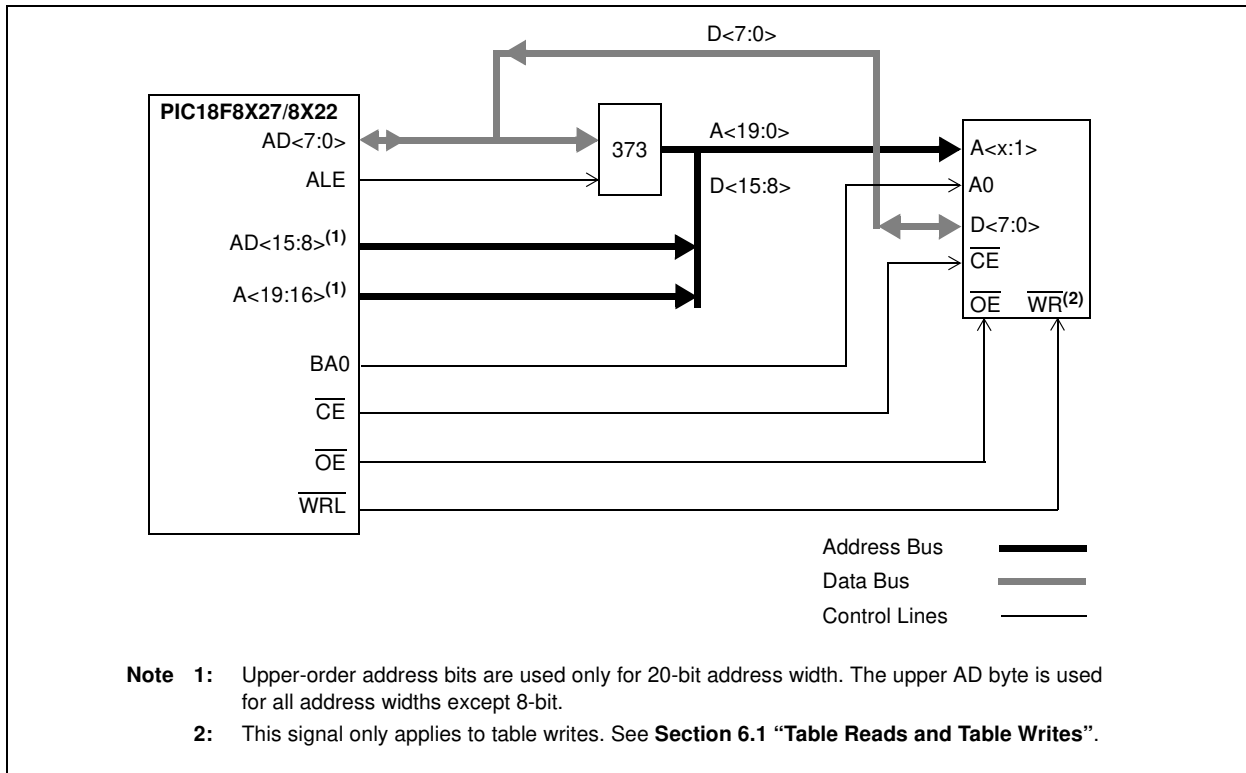 D<7:0>
PIC18F8X27/8X22
AD<7:0>
373
A<19:0>
A<x:1>
ALE
D<15:8>
A0
AD<15:8>(1)
D<7:0>
CE
A<19:16>(1)
OE
WR(2)
BA0
CE
OE
WRL
Address Bus
Data Bus
Control Lines
Note 1: Upper-order address bits are used only for 20-bit address width. The upper AD byte is used
for all address widths except 8-bit.
2: This signal only applies to table writes. See Section 6.1 “Table Reads and Table Writes”.